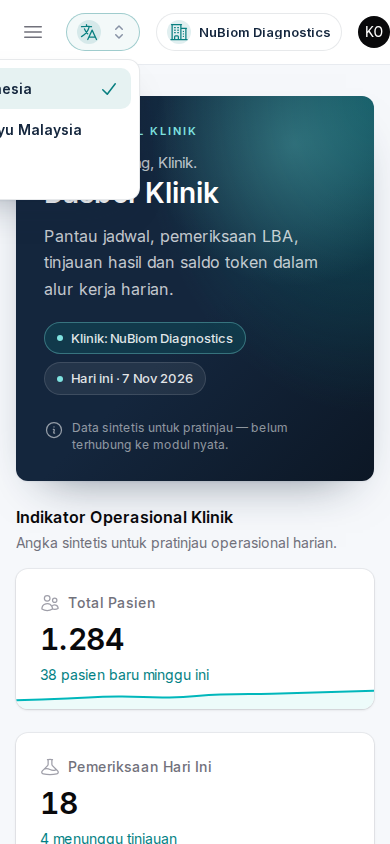 NuBiom Diagnostics
KO
Malaysia
KLINIK
Klinik.
Klinik
Pantau jadwal, pemeriksaan LBA,
tinjauan hasil dan saldo token dalam
alur kerja harian.
Klinik: NuBiom Diagnostics
Hari ini · 7 Nov 2026
Data sintetis untuk pratinjau — belum
terhubung ke modul nyata.
Indikator Operasional Klinik
Angka sintetis untuk pratinjau operasional harian.
Total Pasien
1.284
38 pasien baru minggu ini
Pemeriksaan Hari Ini
18
4 menunggu tinjauan